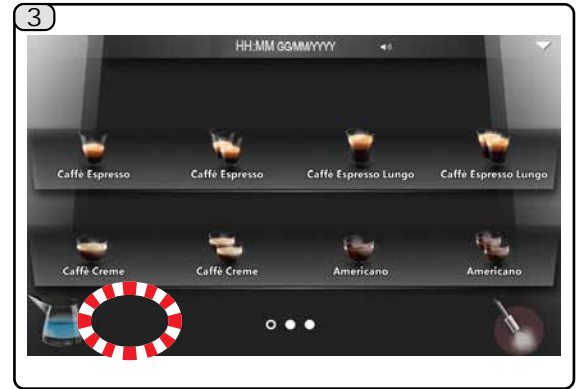 3
HH:MM GG/MM/YYYY
Caffè Espresso Caffè Espresso Caffè Espresso Lungo Caffè Espresso Lungo
Caffè Creme Caffè Creme Americano Americano